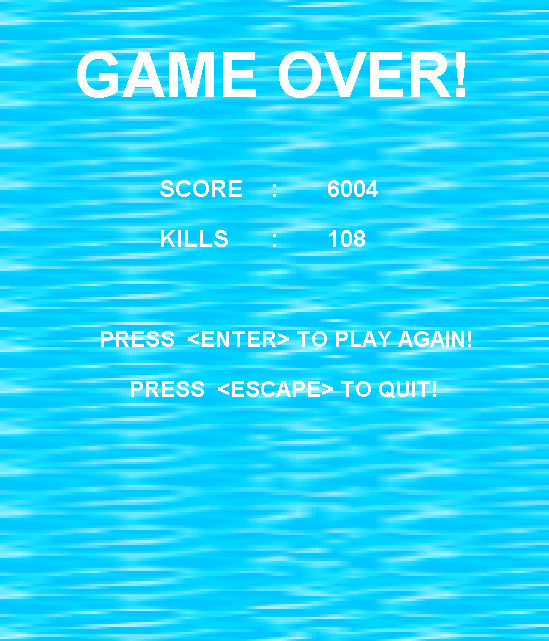 GAME OVER!
SCORE : 6004
KILLS : 108
PRESS <ENTER> TO PLAY AGAIN!
PRESS <ESCAPE> TO QUIT!